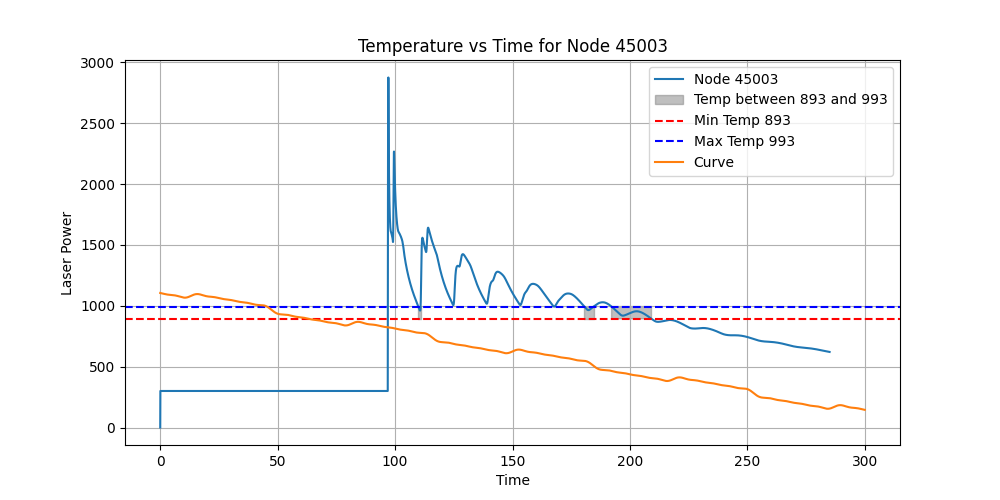 Temperature vs Time for Node 45003
Node 45003
Temp between 893 and 993
Min Temp 893
Max Temp 993
Curve
3000
2500
2000
1500
1000
500
0
Laser Power
0 50 100 150 200 250 300
Time